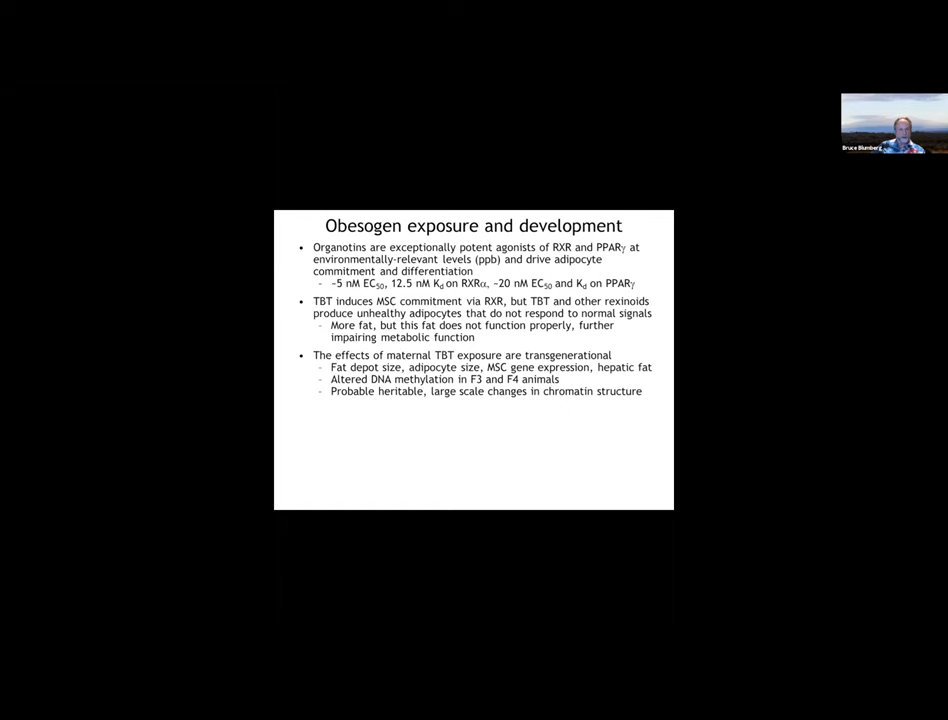 Obesogen exposure and development
• Organotins are exceptionally potent agonists of RXR and PPARγ at
environmentally-relevant levels (ppb) and drive adipocyte
commitment and differentiation
– ~5 nM EC50, 12.5 nM Kd on RXRα, ~20 nM EC50 and Kd on PPARγ
• TBT induces MSC commitment via RXR, but TBT and other rexinoids
produce unhealthy adipocytes that do not respond to normal signals
– More fat, but this fat does not function properly, further
impairing metabolic function
• The effects of maternal TBT exposure are transgenerational
– Fat depot size, adipocyte size, MSC gene expression, hepatic fat
– Altered DNA methylation in F3 and F4 animals
– Probable heritable, large scale changes in chromatin structure
Bruce Blumberg